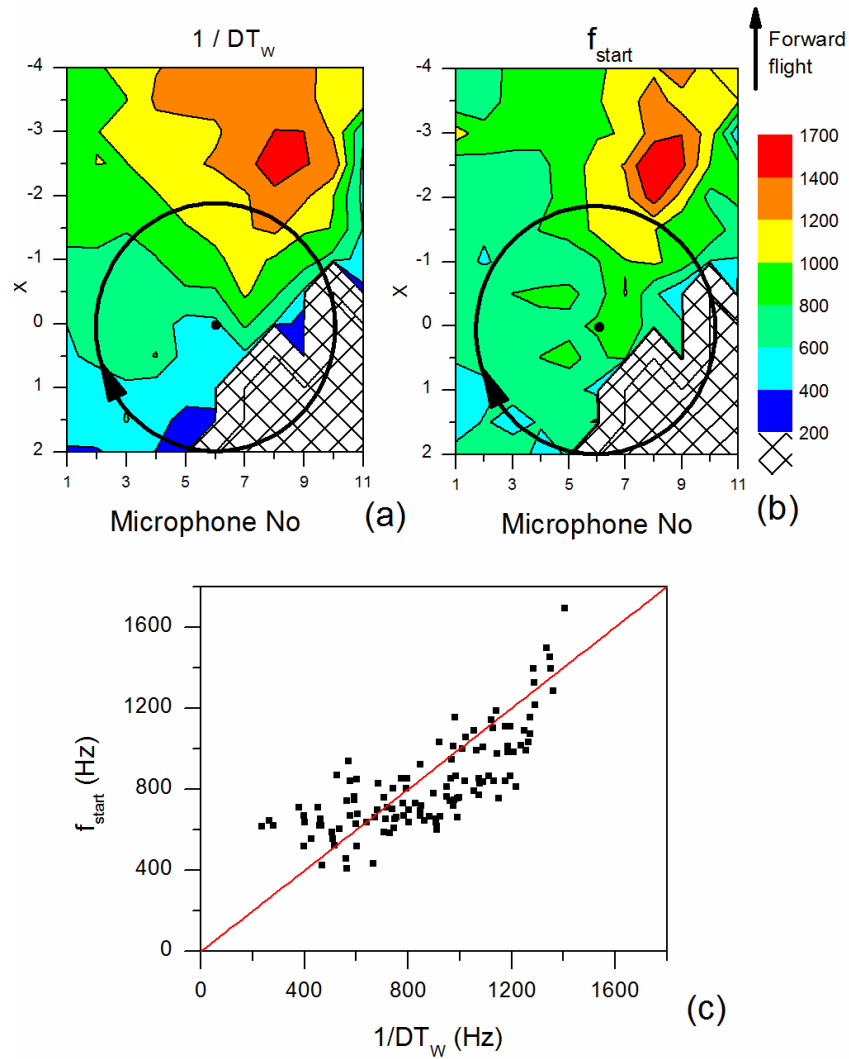 1 / DT_W
f_start
Forward
flight
-4
-3
-2
-1
0
1
2
X
1 3 5 7 9 11
Microphone No
(a)
-4
-3
-2
-1
0
1
2
X
1 3 5 7 9 11
Microphone No
(b)
1700
1400
1200
1000
800
600
400
200
1600
1200
800
400
0
f_start (Hz)
0 400 800 1200 1600
1/DT_W (Hz)
(c)